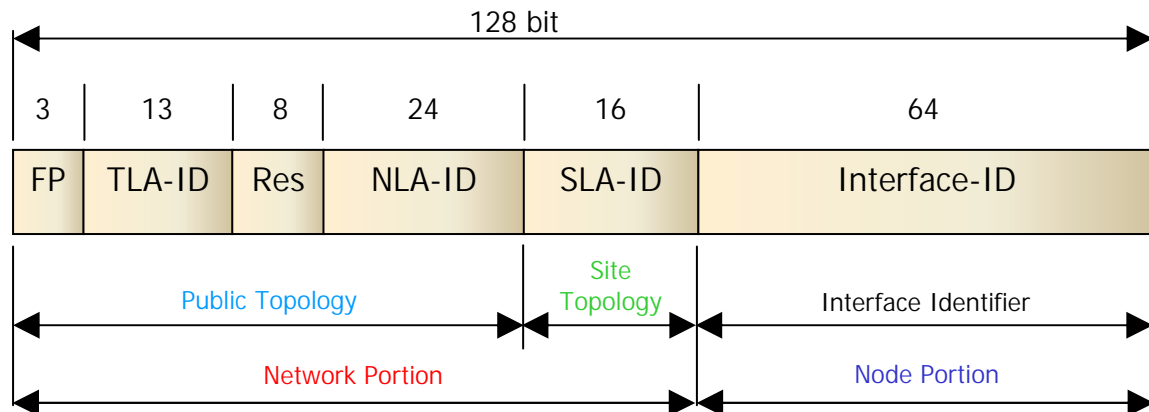 128 bit
3 13 8 24 16 64
FP TLA-ID Res NLA-ID SLA-ID Interface-ID
Public Topology
Site
Topology
Interface Identifier
Network Portion
Node Portion